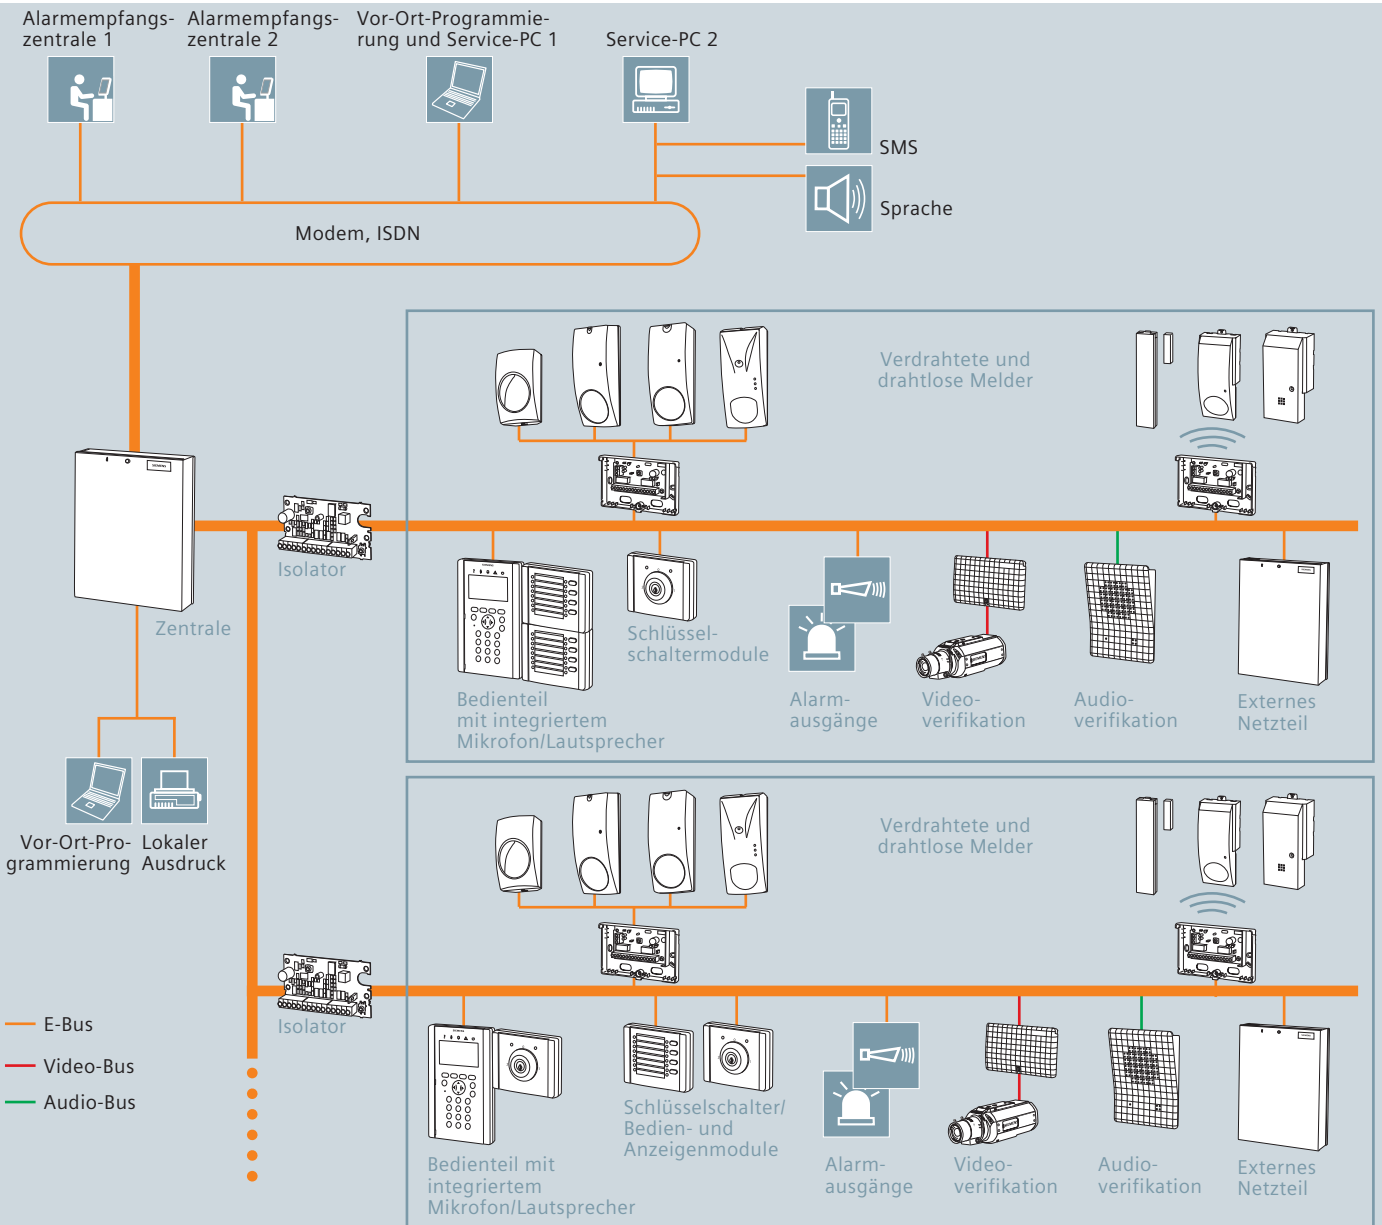 Alarmempfangs-
zentrale 1
Alarmempfangs-
zentrale 2
Vor-Ort-Programmie-
rung und Service-PC 1
Service-PC 2
SMS
Sprache
Modem, ISDN
Verdrahtete und
drahtlose Melder
SIEMENS
Isolator
Zentrale
Schlüssel-
schaltermodule
Bedienteil
mit integriertem
Mikrofon/Lautsprecher
Alarm-
ausgänge
Video-
verifikation
Audio-
verifikation
Externes
Netzteil
Vor-Ort-Pro-
grammierung
Lokaler
Ausdruck
Verdrahtete und
drahtlose Melder
Isolator
E-Bus
Video-Bus
Audio-Bus
Bedienteil mit
integriertem
Mikrofon/Lautsprecher
Schlüsselschalter/
Bedien- und
Anzeigenmodule
Alarm-
ausgänge
Video-
verifikation
Audio-
verifikation
Externes
Netzteil